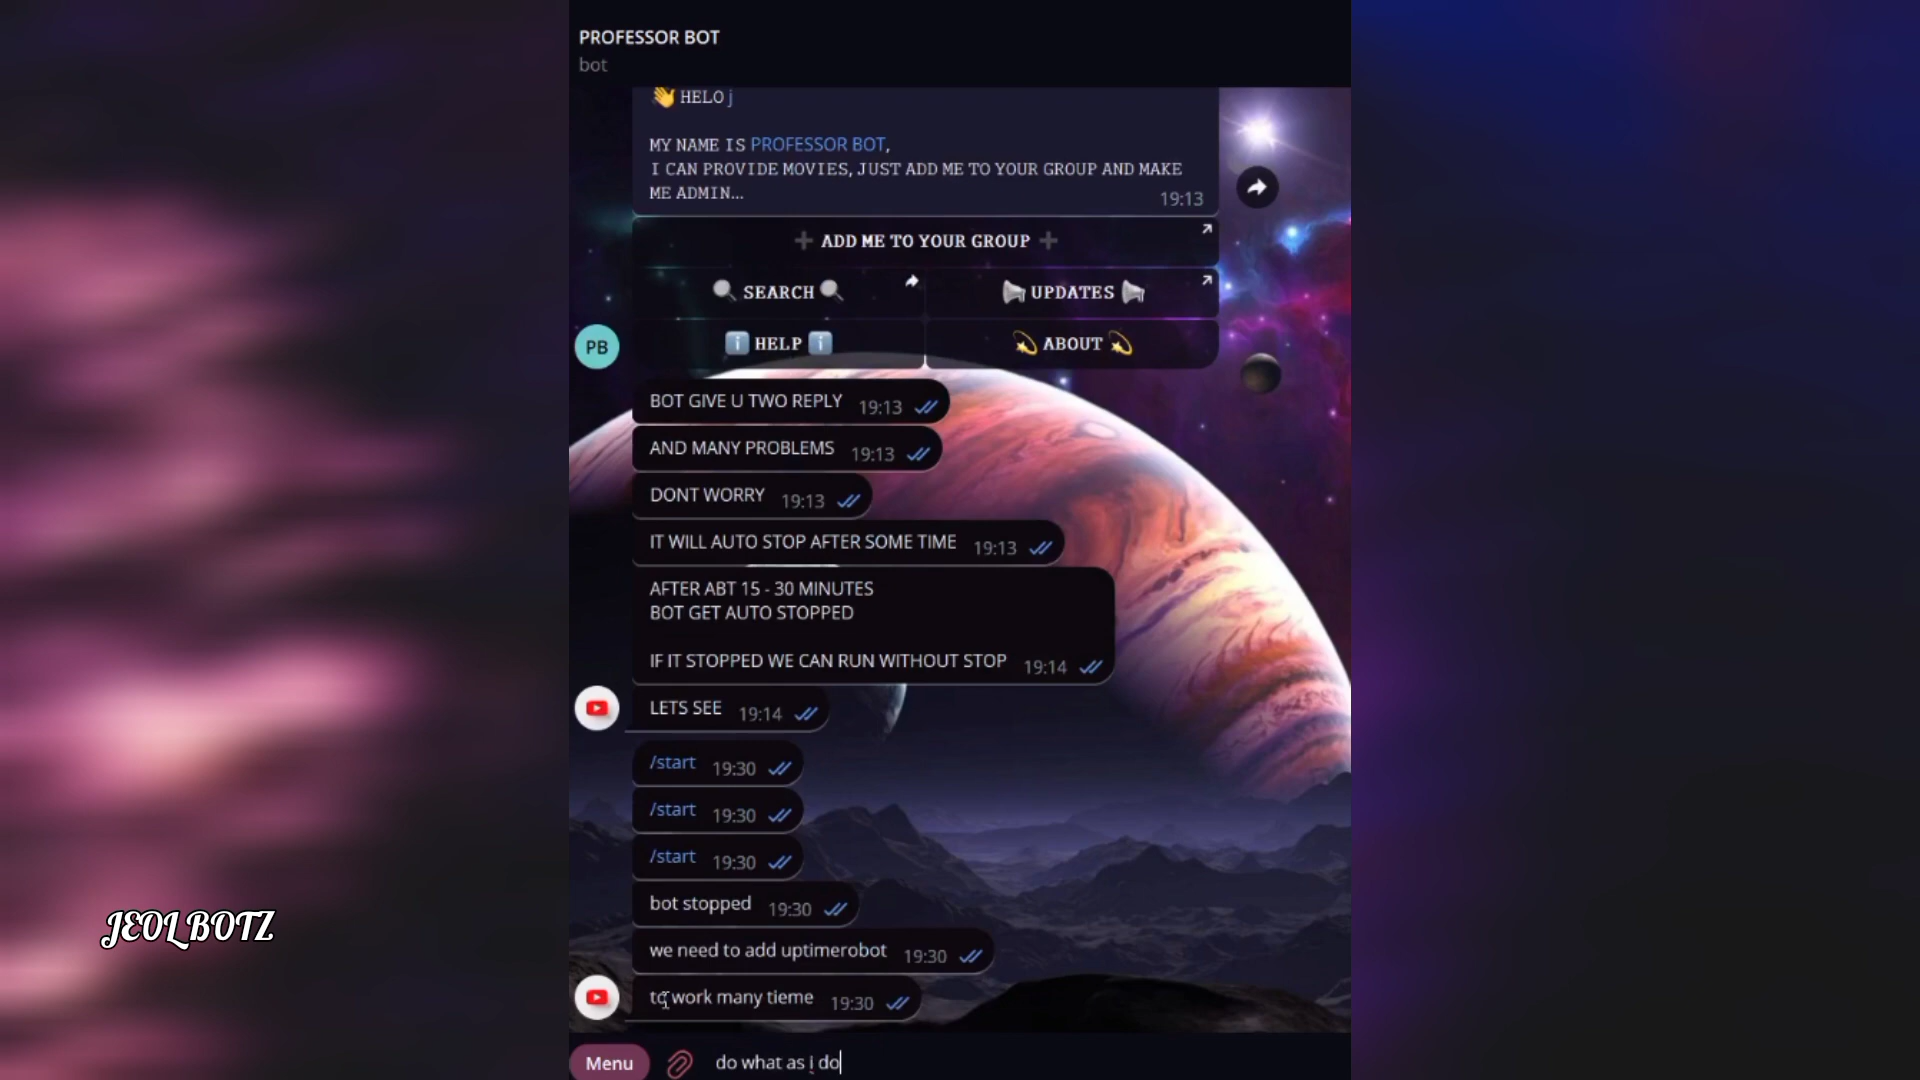 PROFESSOR BOT
bot
👋 HELO j
MY NAME IS PROFESSOR BOT,
I CAN PROVIDE MOVIES, JUST ADD ME TO YOUR GROUP AND MAKE
ME ADMIN...
19:13
➕ ADD ME TO YOUR GROUP ➕
🔍 SEARCH 🔍
📢 UPDATES 📢
ℹ️ HELP ℹ️
💫 ABOUT 💫
PB
BOT GIVE U TWO REPLY 19:13
AND MANY PROBLEMS 19:13
DONT WORRY 19:13
IT WILL AUTO STOP AFTER SOME TIME 19:13
AFTER ABT 15 - 30 MINUTES
BOT GET AUTO STOPPED
IF IT STOPPED WE CAN RUN WITHOUT STOP 19:14
LETS SEE 19:14
/start 19:30
/start 19:30
/start 19:30
bot stopped 19:30
we need to add uptimerobot 19:30
to work many tieme 19:30
Menu
do what as i do
JEOL BOTZ